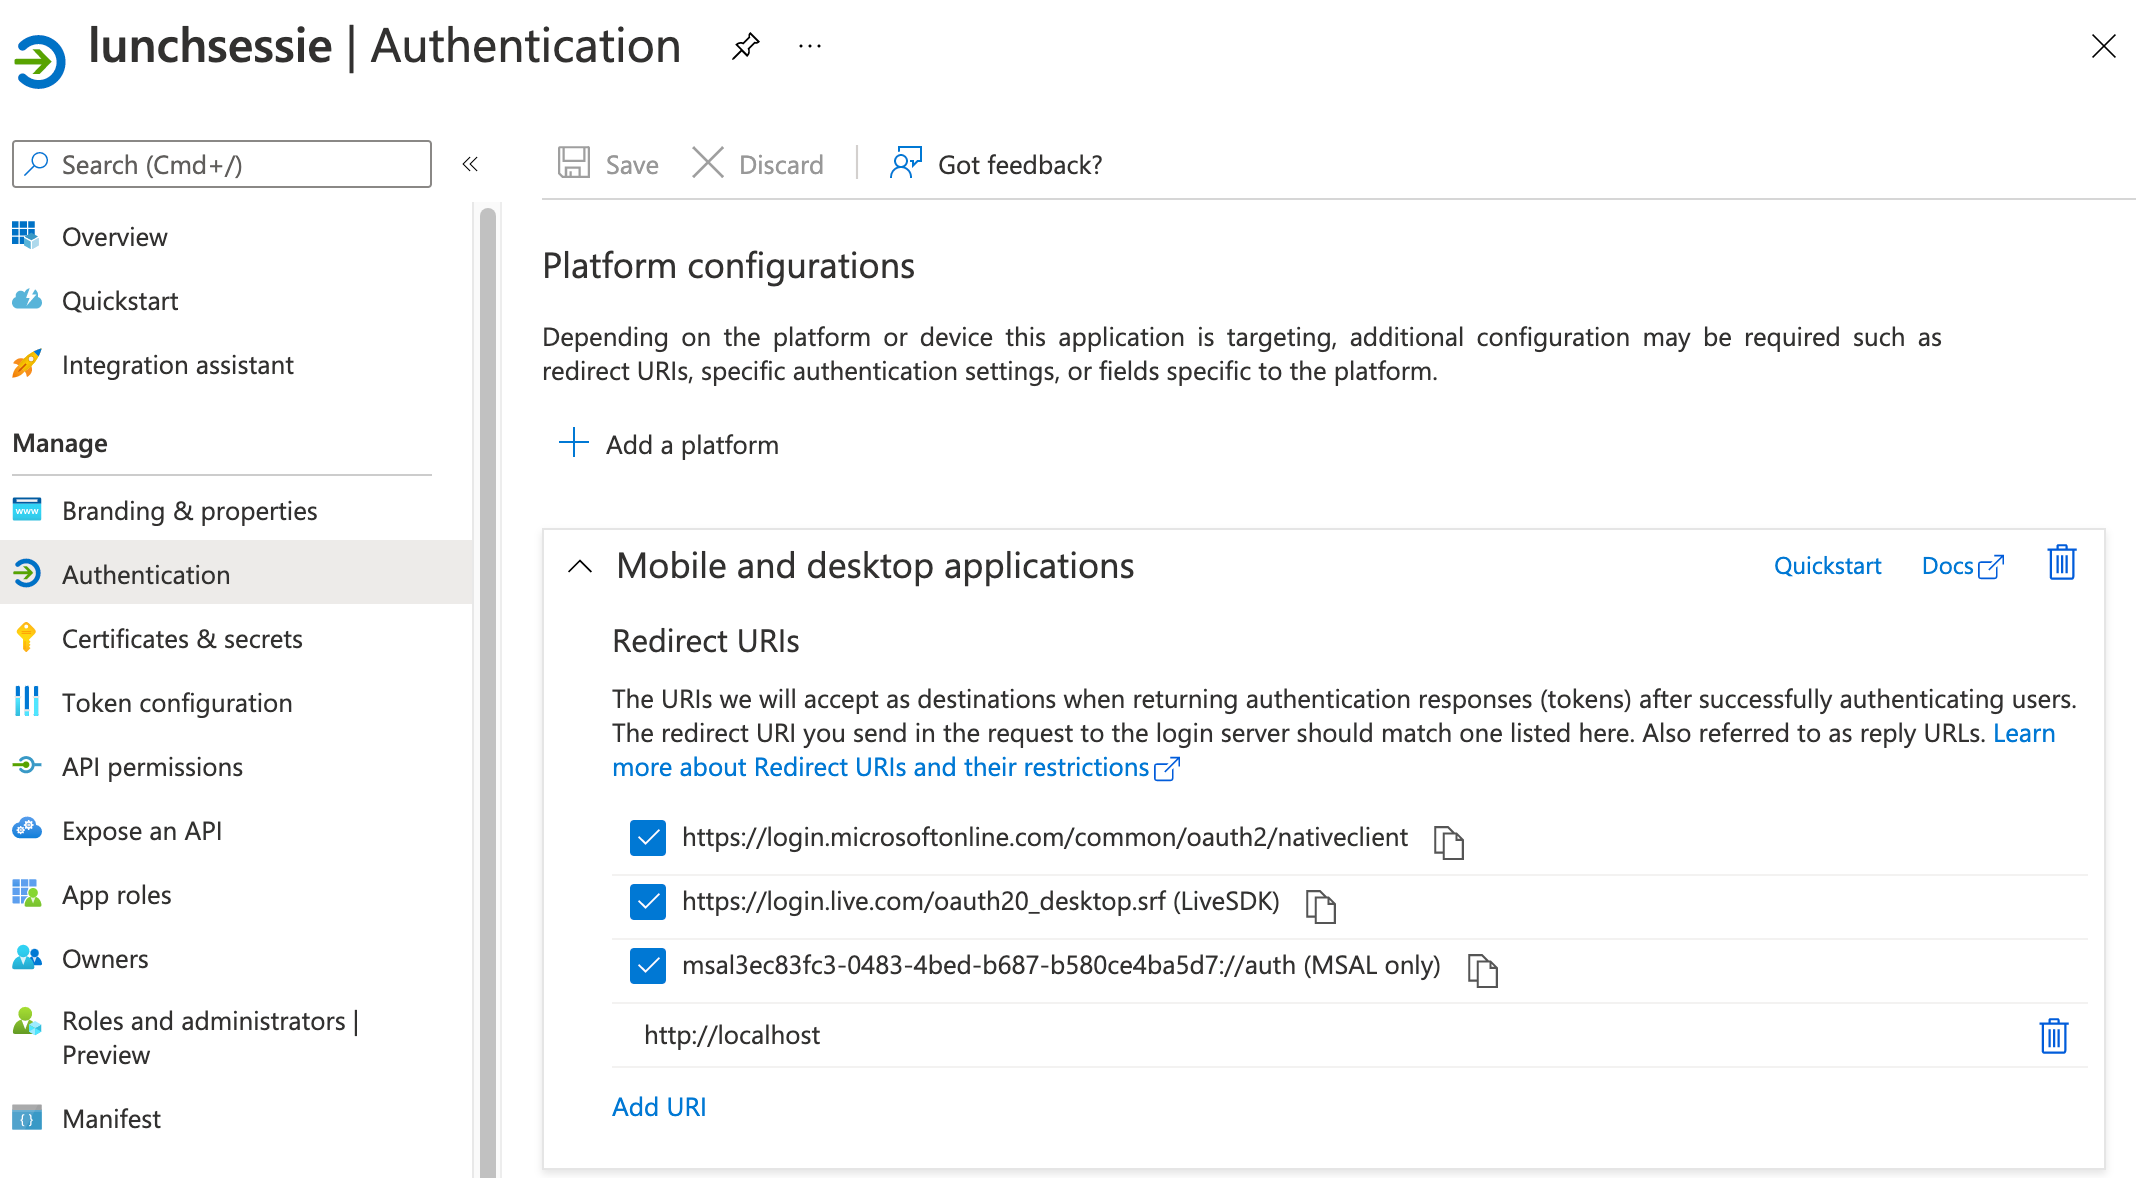 lunchsessie | Authentication
Search (Cmd+/)
Overview
Quickstart
Integration assistant
Manage
Branding & properties
Authentication
Certificates & secrets
Token configuration
API permissions
Expose an API
App roles
Owners
Roles and administrators |
Preview
Manifest
Save
Discard
Got feedback?
Platform configurations
Depending on the platform or device this application is targeting, additional configuration may be required such as
redirect URIs, specific authentication settings, or fields specific to the platform.
Add a platform
Mobile and desktop applications
Quickstart
Docs
Redirect URIs
The URIs we will accept as destinations when returning authentication responses (tokens) after successfully authenticating users.
The redirect URI you send in the request to the login server should match one listed here. Also referred to as reply URLs. Learn
more about Redirect URIs and their restrictions
https://login.microsoftonline.com/common/oauth2/nativeclient
https://login.live.com/oauth20_desktop.srf (LiveSDK)
msal3ec83fc3-0483-4bed-b687-b580ce4ba5d7://auth (MSAL only)
http://localhost
Add URI